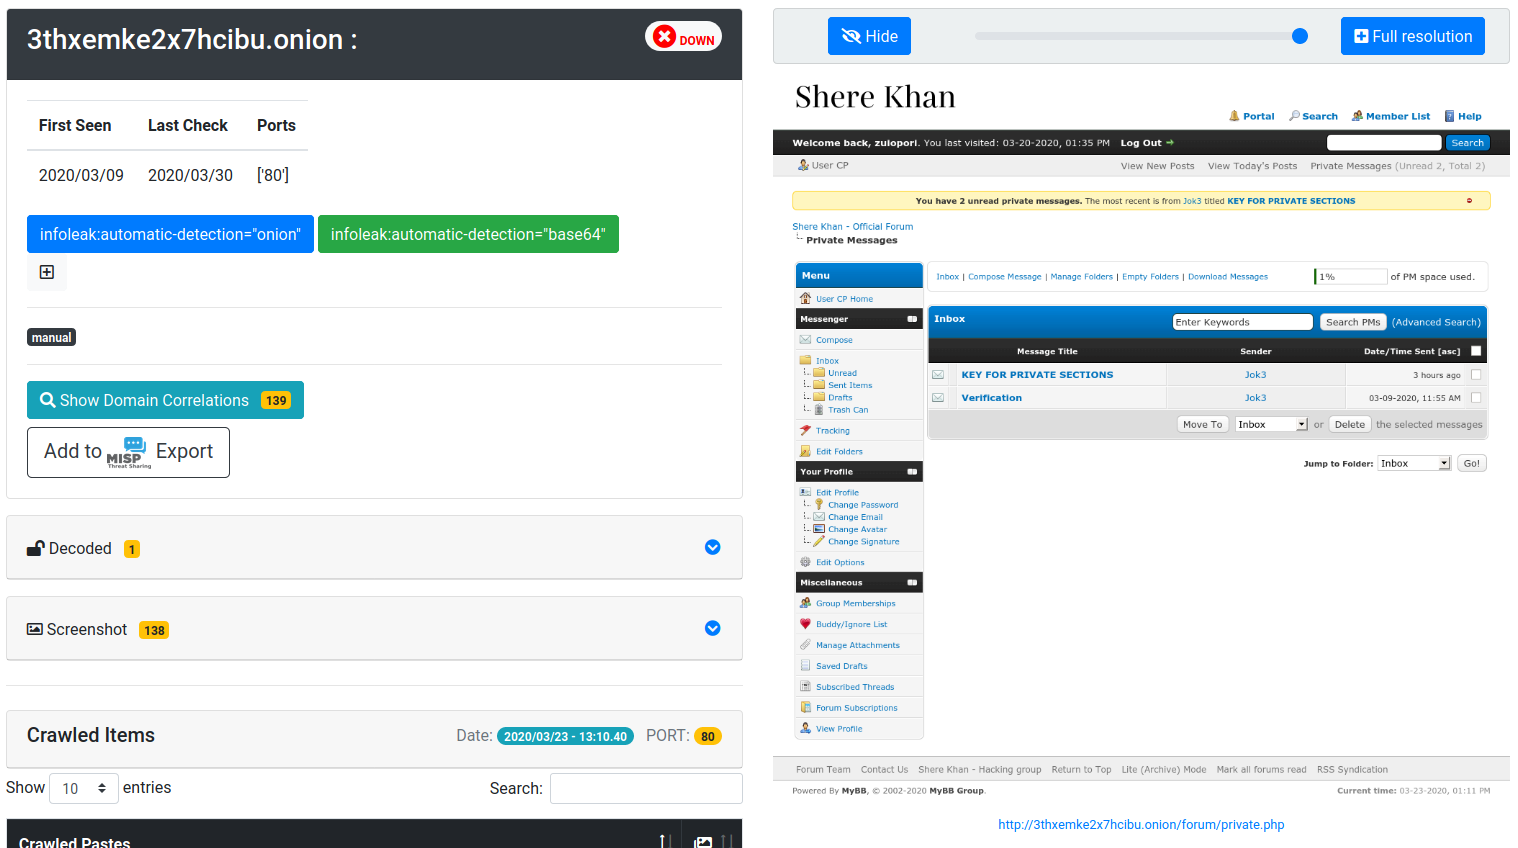 3thxemke2x7hcibu.onion :
DOWN
First Seen Last Check Ports
2020/03/09 2020/03/30 ['80']
infoleak:automatic-detection="onion" infoleak:automatic-detection="base64"
manual
Show Domain Correlations 139
Add to MISP Threat Sharing Export
Decoded 1
Screenshot 138
Crawled Items Date: 2020/03/23 - 13:10.40 PORT: 80
Show 10 entries Search:
Crawled Pastes
Hide Full resolution
Shere Khan
Portal Search Member List Help
Welcome back, zulopori. You last visited: 03-20-2020, 01:35 PM Log Out Search
User CP View New Posts View Today's Posts Private Messages (Unread 2, Total 2)
You have 2 unread private messages. The most recent is from Jok3 titled KEY FOR PRIVATE SECTIONS
Shere Khan - Official Forum
Private Messages
Menu
User CP Home
Messenger
Compose
Inbox
Unread
Sent Items
Drafts
Trash Can
Tracking
Edit Folders
Your Profile
Edit Profile
Change Password
Change Email
Change Avatar
Change Signature
Edit Options
Miscellaneous
Group Memberships
Buddy/Ignore List
Manage Attachments
Saved Drafts
Subscribed Threads
Forum Subscriptions
View Profile
Inbox | Compose Message | Manage Folders | Empty Folders | Download Messages 1% of PM space used.
Inbox Enter Keywords Search PMs (Advanced Search)
Message Title Sender Date/Time Sent [asc]
KEY FOR PRIVATE SECTIONS Jok3 3 hours ago
Verification Jok3 03-09-2020, 11:55 AM
Move To Inbox or Delete the selected messages
Jump to Folder: Inbox Go!
Forum Team Contact Us Shere Khan - Hacking group Return to Top Lite (Archive) Mode Mark all forums read RSS Syndication
Powered By MyBB, © 2002-2020 MyBB Group. Current time: 03-23-2020, 01:11 PM
http://3thxemke2x7hcibu.onion/forum/private.php